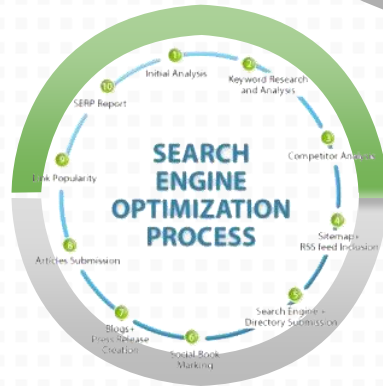 SEARCH
ENGINE
OPTIMIZATION
PROCESS
11
Initial Analysis
2
Keyword Research
and Analysis
3
Competitor Analysis
4
Sitemap+
RSS feed Inclusion
5
Search Engine +
Directory Submission
6
Social Book
Marking
7
Blogs+
Press Release
Creation
8
Articles Submission
9
Link Popularity
10
SERP Report